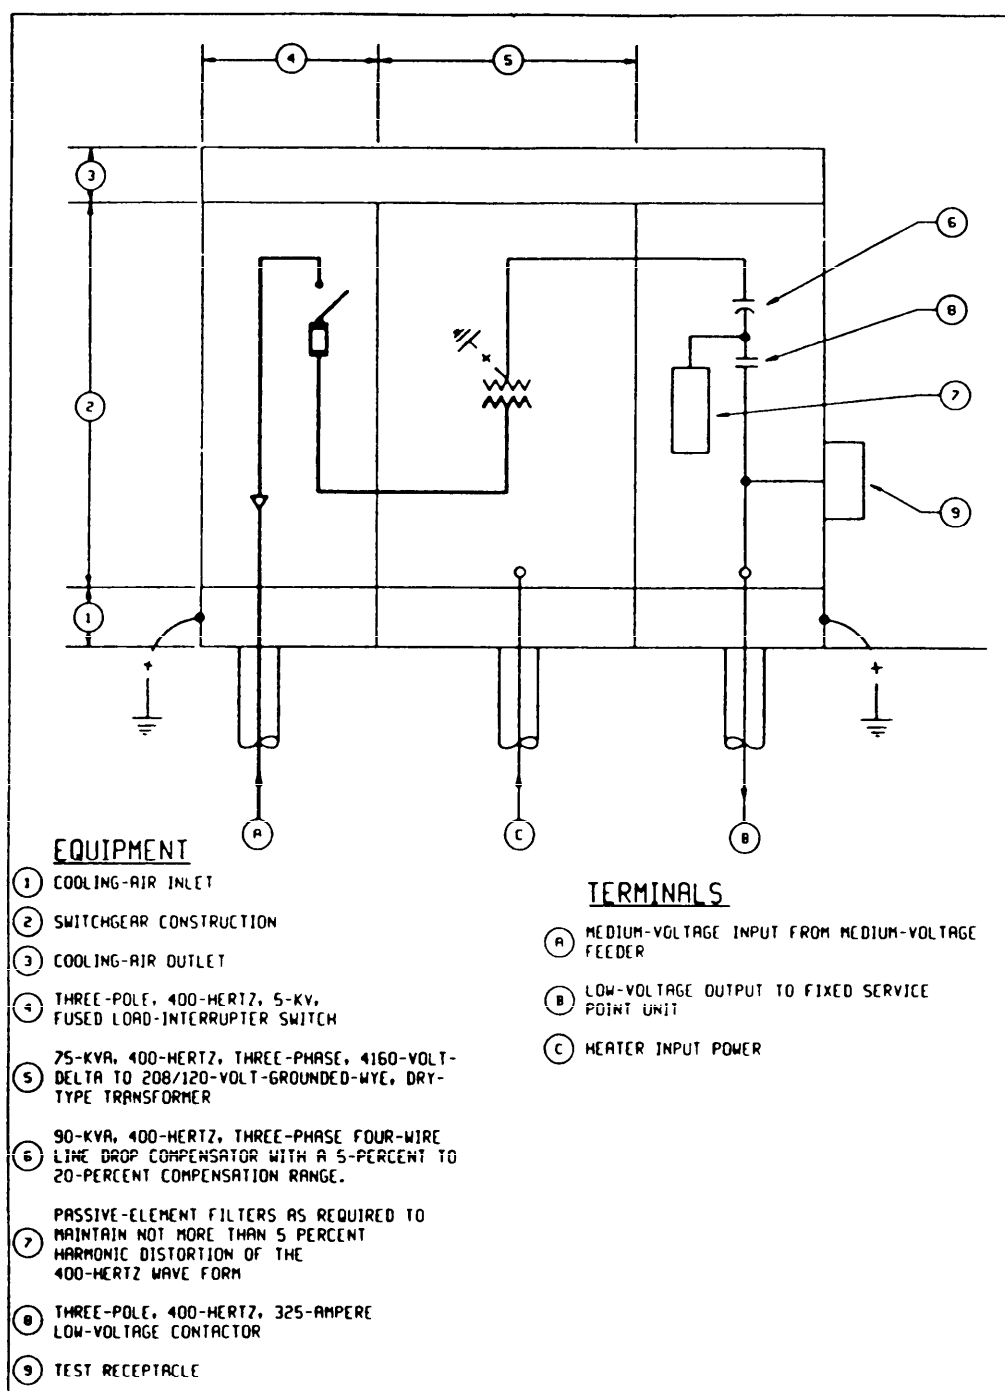 4
5
3
6
8
2
7
9
1
A
C
B
EQUIPMENT
1 COOLING-AIR INLET
2 SWITCHGEAR CONSTRUCTION
3 COOLING-AIR OUTLET
4 THREE-POLE, 400-HERTZ, 5-KV,
FUSED LOAD-INTERRUPTER SWITCH
5 75-KVA, 400-HERTZ, THREE-PHASE, 4160-VOLT-
DELTA TO 208/120-VOLT-GROUNDED-WYE, DRY-
TYPE TRANSFORMER
6 90-KVA, 400-HERTZ, THREE-PHASE FOUR-WIRE
LINE DROP COMPENSATOR WITH A 5-PERCENT TO
20-PERCENT COMPENSATION RANGE.
7 PASSIVE-ELEMENT FILTERS AS REQUIRED TO
MAINTAIN NOT MORE THAN 5 PERCENT
HARMONIC DISTORTION OF THE
400-HERTZ WAVE FORM
8 THREE-POLE, 400-HERTZ, 325-AMPERE
LOW-VOLTAGE CONTACTOR
9 TEST RECEPTACLE
TERMINALS
A MEDIUM-VOLTAGE INPUT FROM MEDIUM-VOLTAGE
FEEDER
B LOW-VOLTAGE OUTPUT TO FIXED SERVICE
POINT UNIT
C HEATER INPUT POWER